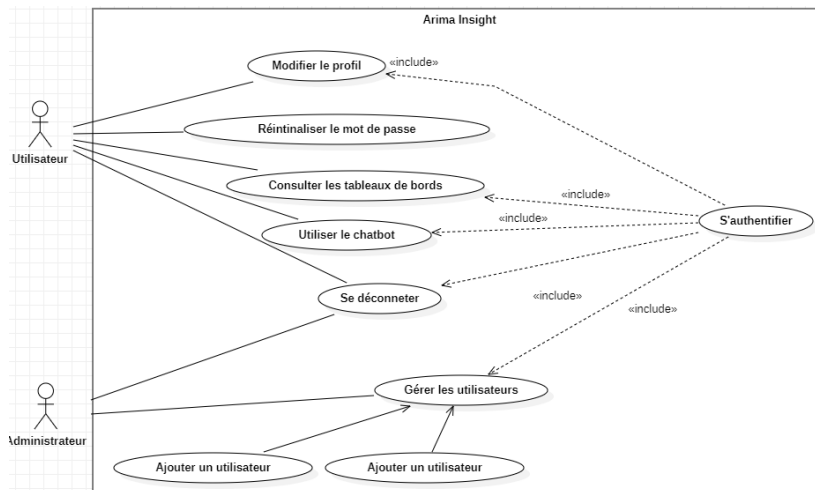 Arima Insight
Modifier le profil
«include»
Réintinaliser le mot de passe
Utilisateur
Consulter les tableaux de bords
«include»
S'authentifier
«include»
Utiliser le chatbot
Se déconneter
«include»
«include»
Gérer les utilisateurs
Administrateur
Ajouter un utilisateur
Ajouter un utilisateur